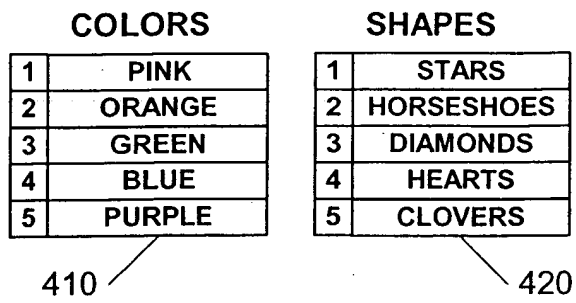 COLORS SHAPES
1 PINK 1 STARS
2 ORANGE 2 HORSESHOES
3 GREEN 3 DIAMONDS
4 BLUE 4 HEARTS
5 PURPLE 5 CLOVERS
410 420